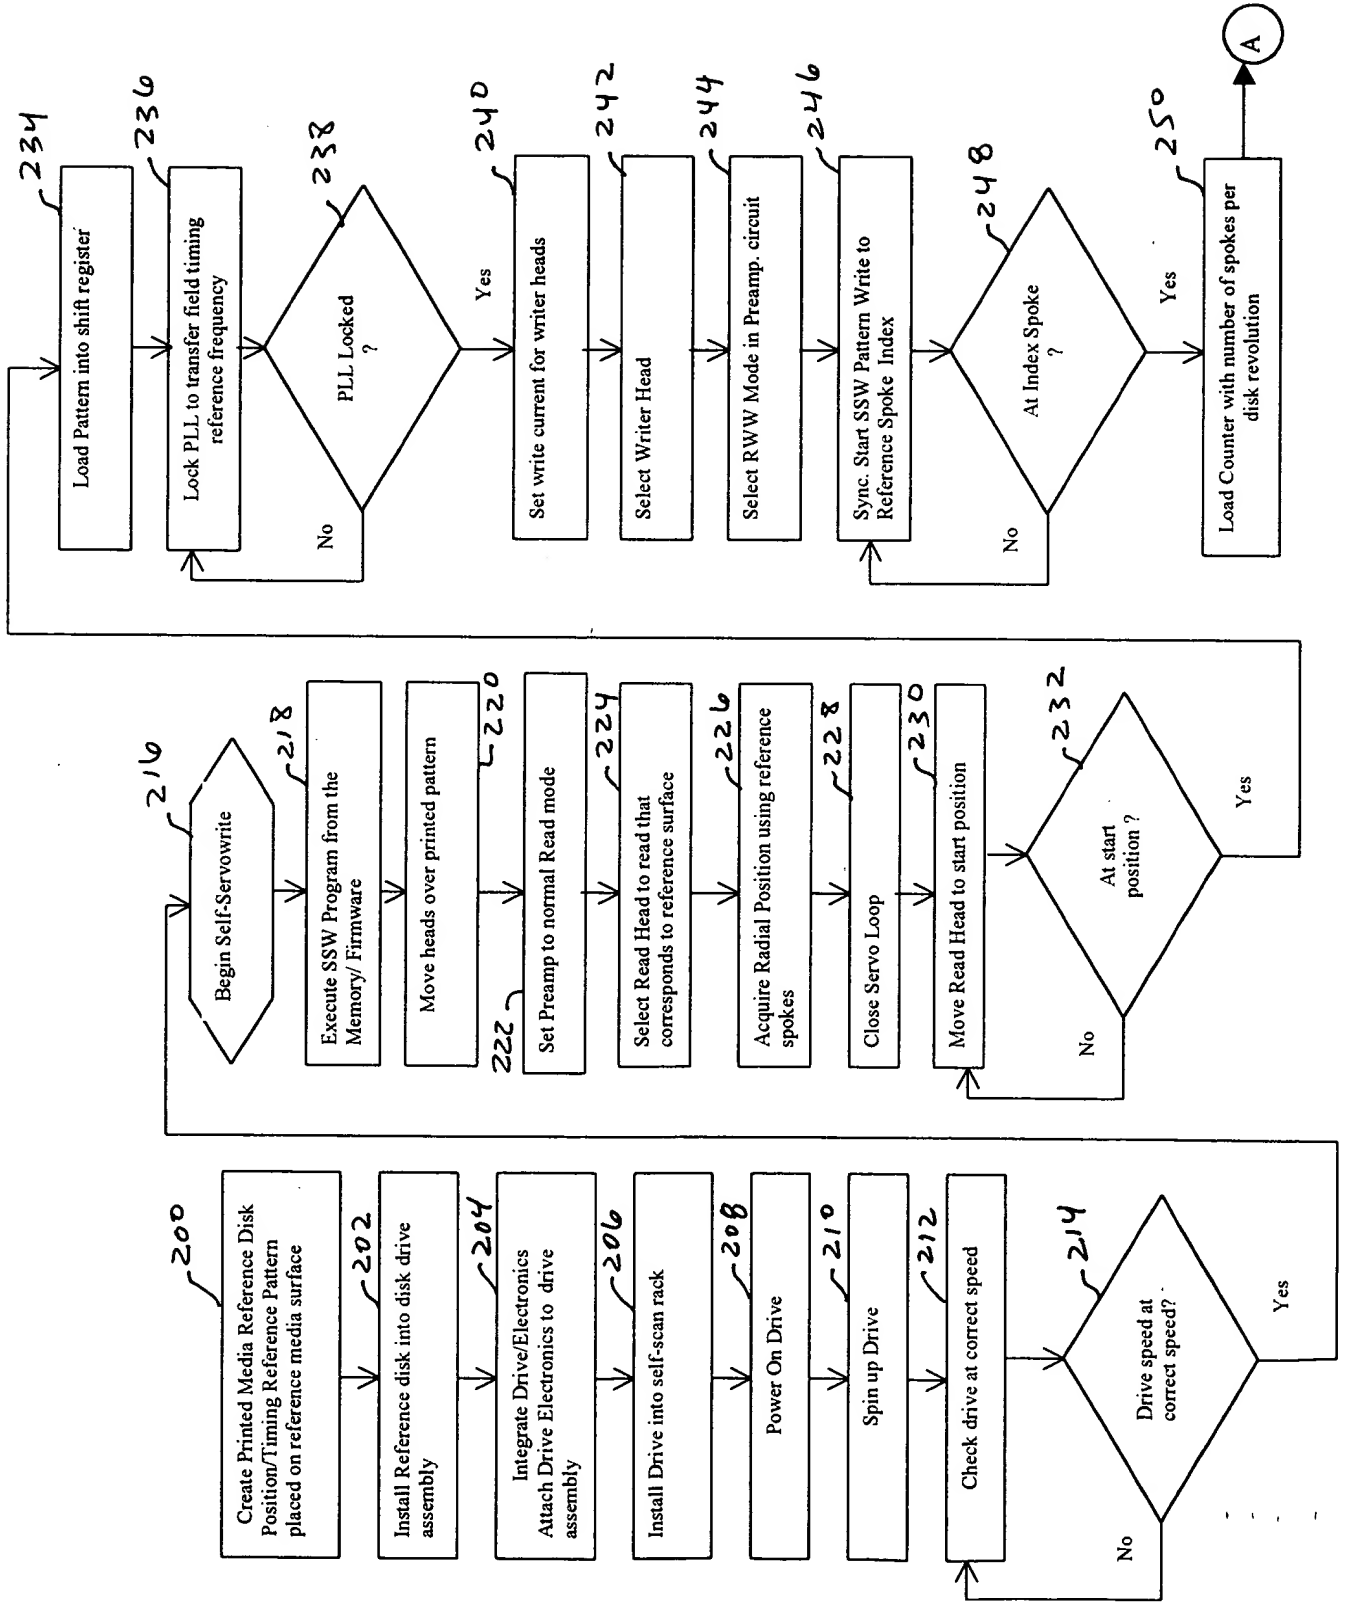 200
Create Printed Media Reference Disk
Position/Timing Reference Pattern
placed on reference media surface
202
Install Reference disk into disk drive
assembly
204
Integrate Drive/Electronics
Attach Drive Electronics to drive
assembly
206
Install Drive into self-scan rack
208
Power On Drive
210
Spin up Drive
212
Check drive at correct speed
214
Drive speed at
correct speed?
No
Yes
216
Begin Self-Servowrite
218
Execute SSW Program from the
Memory/ Firmware
220
Move heads over printed pattern
222
Set Preamp to normal Read mode
224
Select Read Head to read that
corresponds to reference surface
226
Acquire Radial Position using reference
spokes
228
Close Servo Loop
230
Move Read Head to start position
232
At start
position ?
No
Yes
234
Load Pattern into shift register
236
Lock PLL to transfer field timing
reference frequency
238
PLL Locked
?
No
Yes
240
Set write current for writer heads
242
Select Writer Head
244
Select RWW Mode in Preamp. circuit
246
Sync. Start SSW Pattern Write to
Reference Spoke Index
248
At Index Spoke
?
No
Yes
250
Load Counter with number of spokes per
disk revolution
A